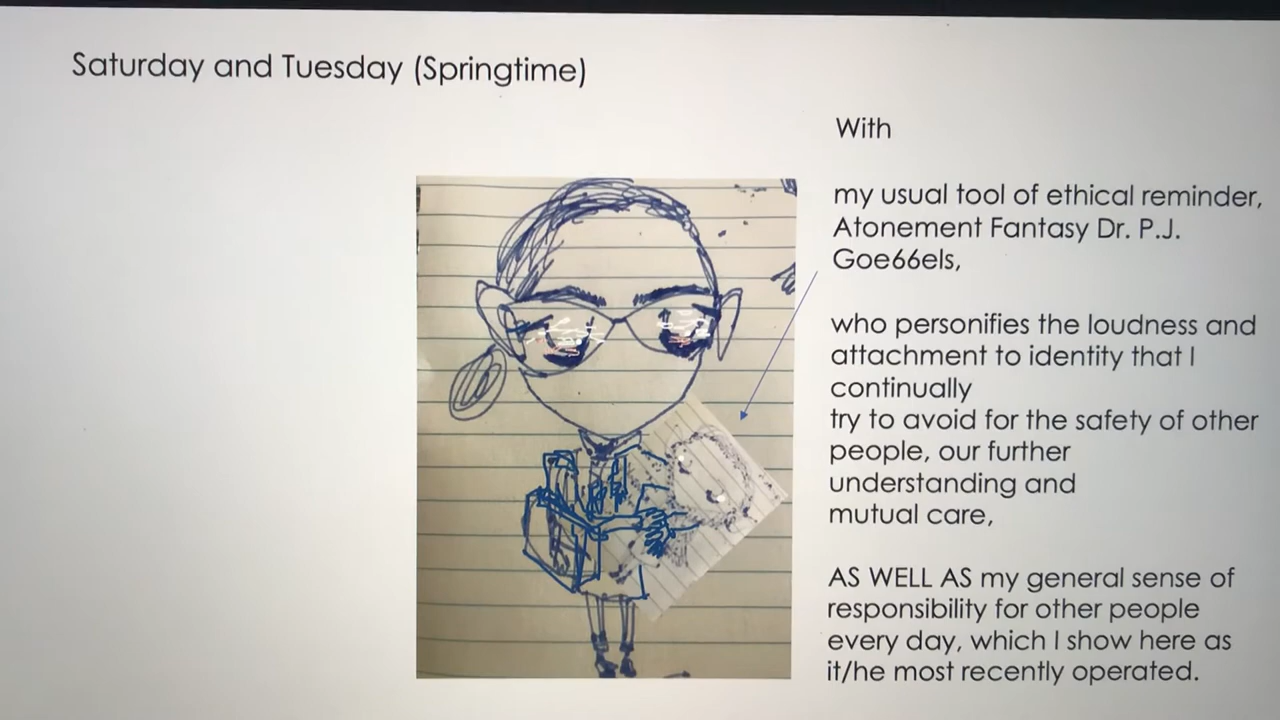 Saturday and Tuesday (Springtime)
With
my usual tool of ethical reminder,
Atonement Fantasy Dr. P.J.
Goe66els,
who personifies the loudness and
attachment to identity that I
continually
try to avoid for the safety of other
people, our further
understanding and
mutual care,
AS WELL AS my general sense of
responsibility for other people
every day, which I show here as
it/he most recently operated.